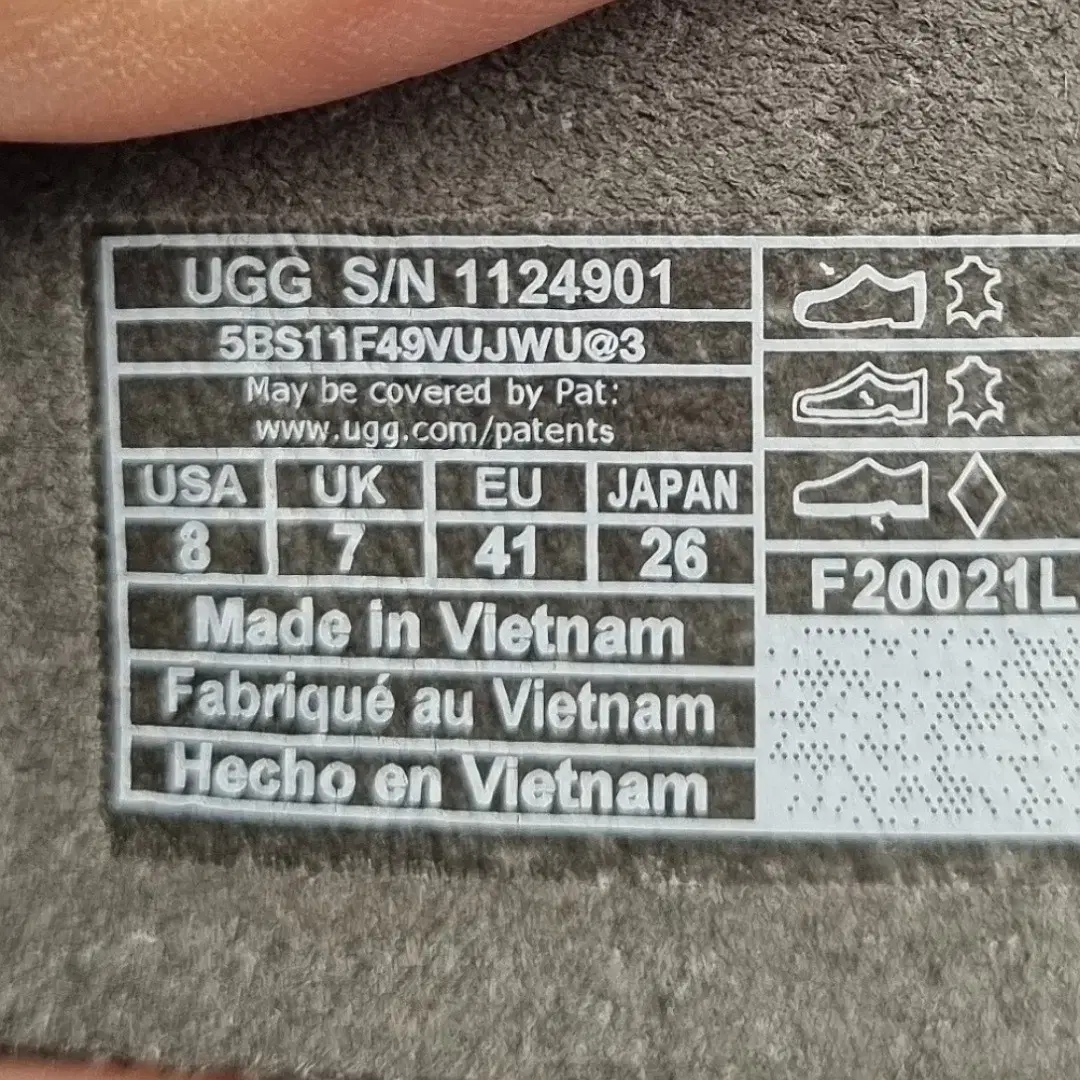 UGG S/N 1124901
5BS11F49VUJWU@3
May be covered by Pat:
www.ugg.com/patents
USA UK EU JAPAN
8 7 41 26
Made in Vietnam
Fabriqué au Vietnam
Hecho en Vietnam
F20021L